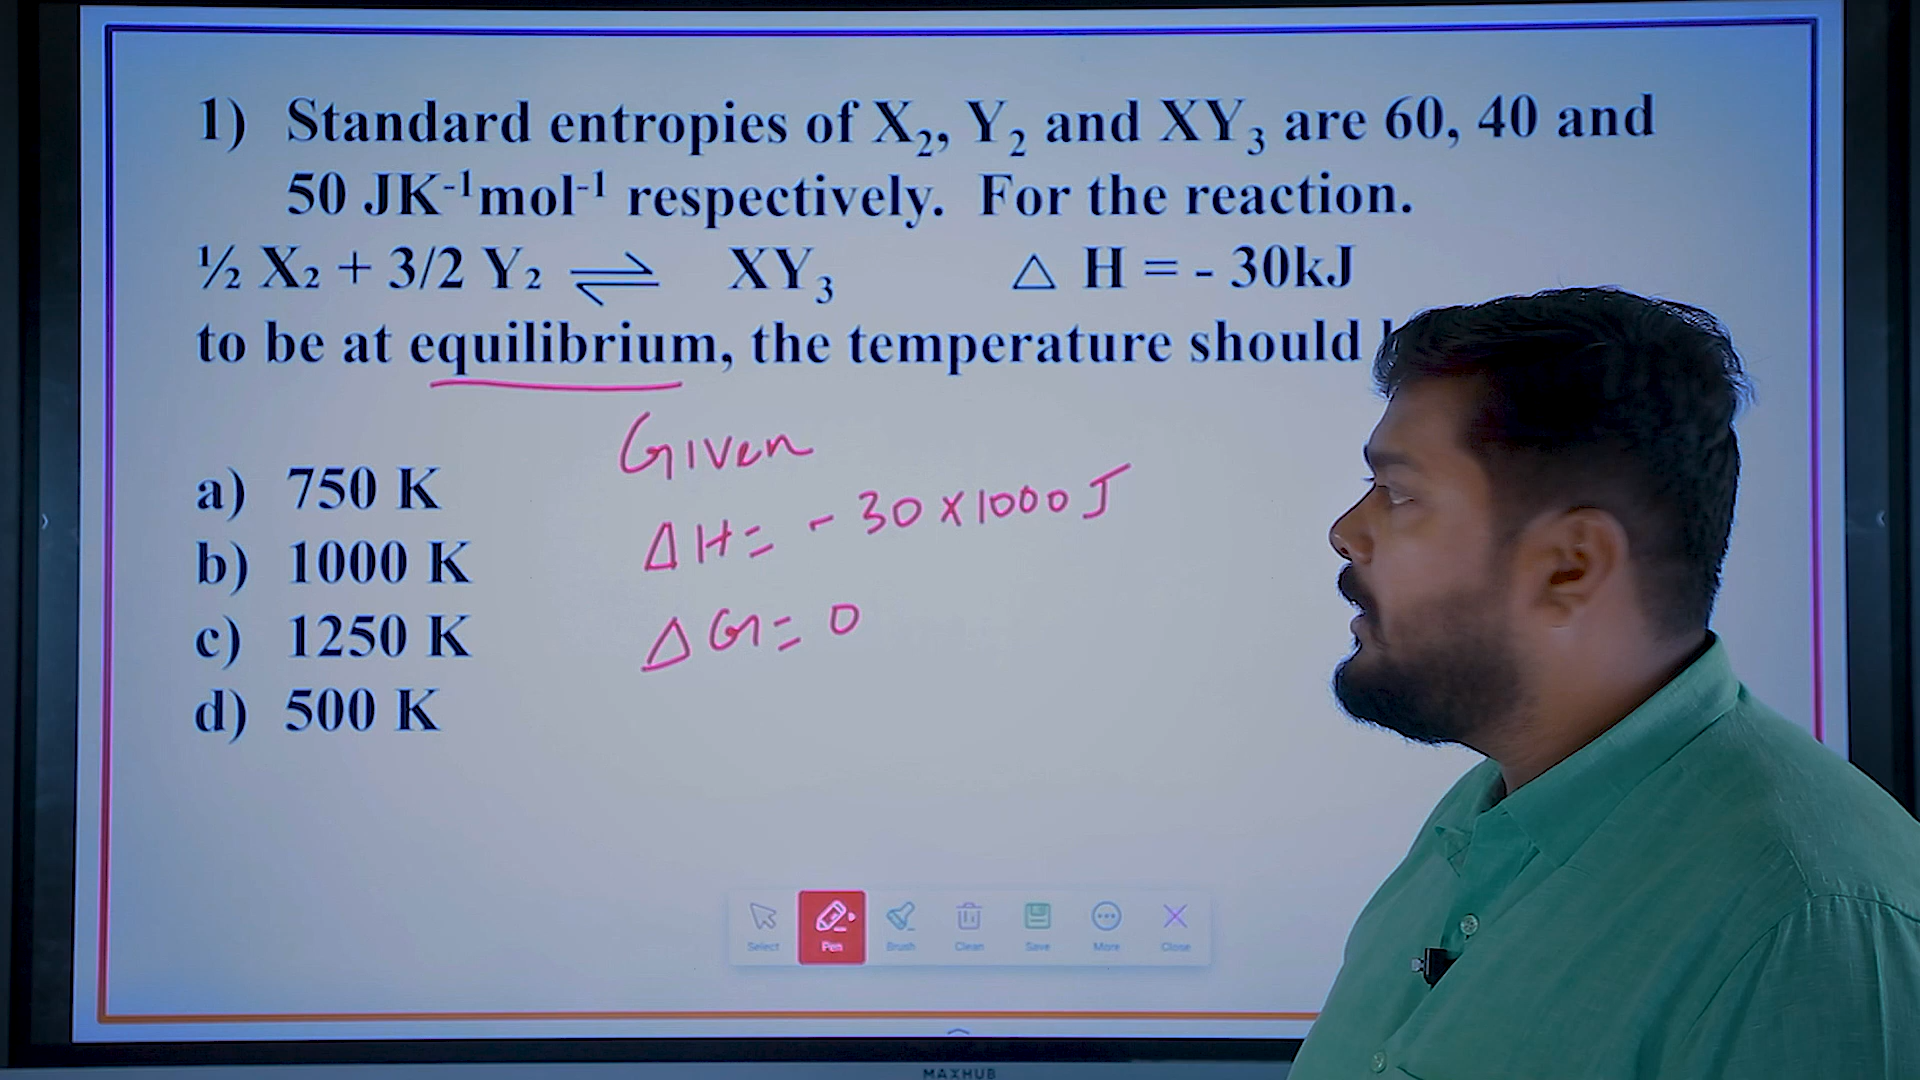 1) Standard entropies of X₂, Y₂ and XY₃ are 60, 40 and
50 JK⁻¹mol⁻¹ respectively. For the reaction.
½ X₂ + 3/2 Y₂ ⇌ XY₃ △ H = - 30kJ
to be at equilibrium, the temperature should
Given
a) 750 K
ΔH = - 30 × 1000 J
b) 1000 K
ΔG = 0
c) 1250 K
d) 500 K
Select Pen Brush Clean Save More Close
MAXHUB